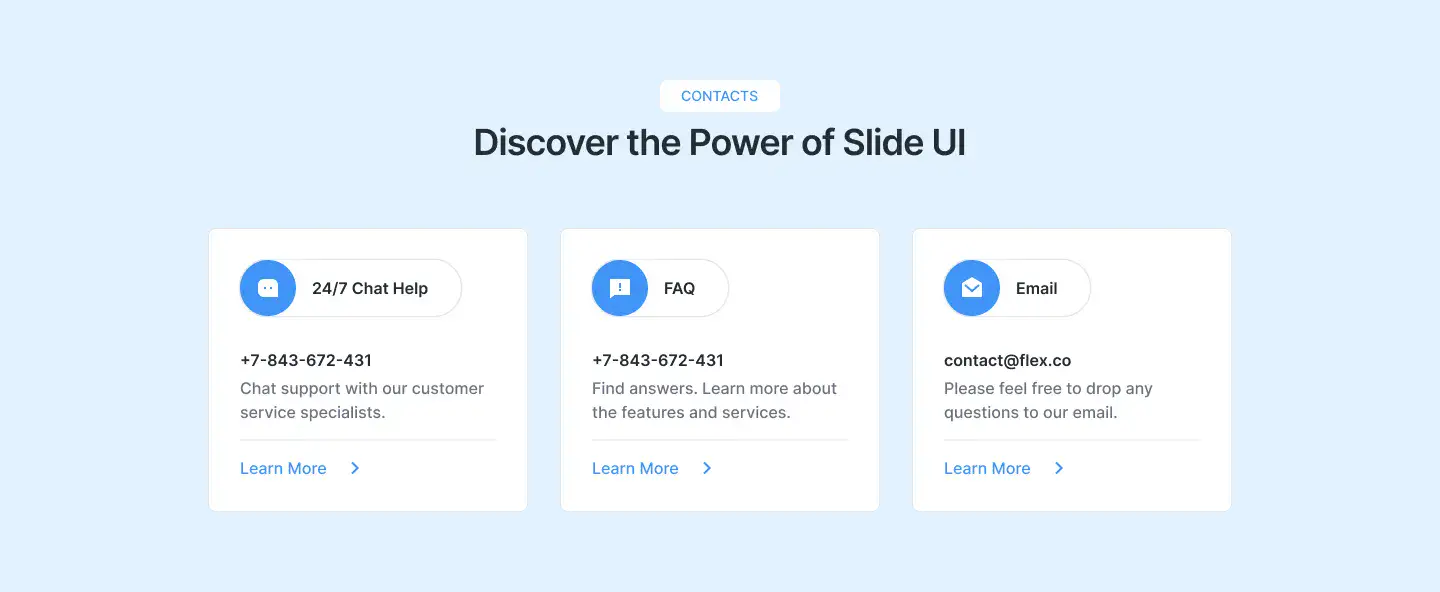 CONTACTS
Discover the Power of Slide UI
24/7 Chat Help
+7-843-672-431
Chat support with our customer
service specialists.
Learn More
FAQ
+7-843-672-431
Find answers. Learn more about
the features and services.
Learn More
Email
contact@flex.co
Please feel free to drop any
questions to our email.
Learn More